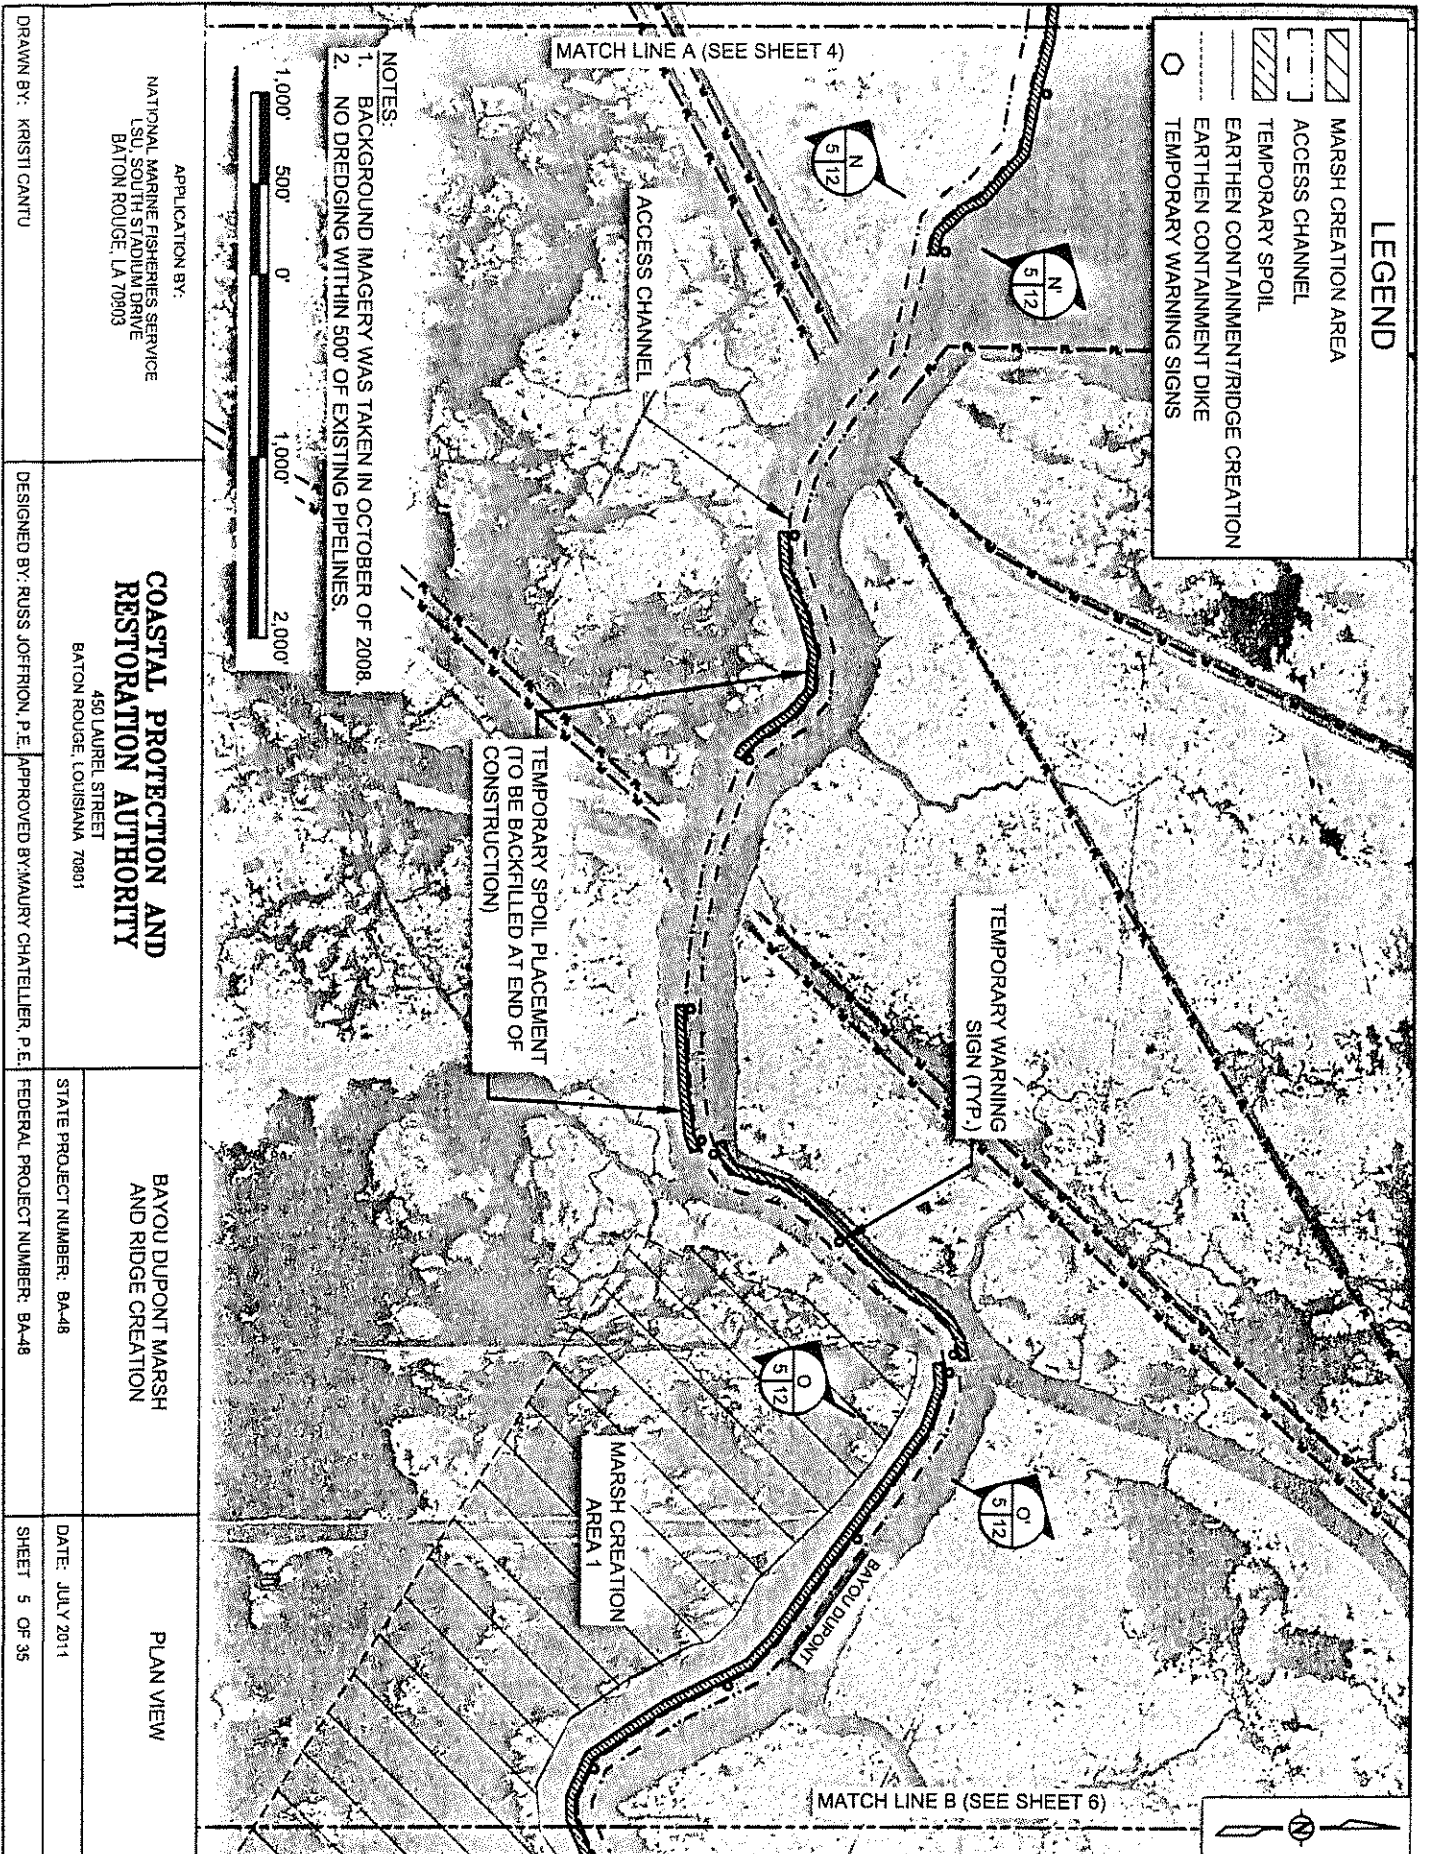 LEGEND
MARSH CREATION AREA
ACCESS CHANNEL
TEMPORARY SPOIL
EARTHEN CONTAINMENT/RIDGE CREATION
EARTHEN CONTAINMENT DIKE
TEMPORARY WARNING SIGNS
MATCH LINE A (SEE SHEET 4)
N
5 12
N'
5 12
ACCESS CHANNEL
TEMPORARY WARNING
SIGN (TYP.)
TEMPORARY SPOIL PLACEMENT
(TO BE BACKFILLED AT END OF
CONSTRUCTION)
O
5 12
O'
5 12
BAYOU DUPONT
MARSH CREATION
AREA 1
MATCH LINE B (SEE SHEET 6)
N
NOTES:
1. BACKGROUND IMAGERY WAS TAKEN IN OCTOBER OF 2008.
2. NO DREDGING WITHIN 500' OF EXISTING PIPELINES.
1,000' 500' 0' 1,000' 2,000'
APPLICATION BY:
NATIONAL MARINE FISHERIES SERVICE
LSU, SOUTH STADIUM DRIVE
BATON ROUGE, LA 70803
DRAWN BY: KRISTI CANTU
COASTAL PROTECTION AND
RESTORATION AUTHORITY
450 LAUREL STREET
BATON ROUGE, LOUISIANA 70801
DESIGNED BY: RUSS JOFFRION, P.E.
APPROVED BY: MAURY CHATELLIER, P.E.
BAYOU DUPONT MARSH
AND RIDGE CREATION
STATE PROJECT NUMBER: BA-48
FEDERAL PROJECT NUMBER: BA-48
PLAN VIEW
DATE: JULY 2011
SHEET 5 OF 35